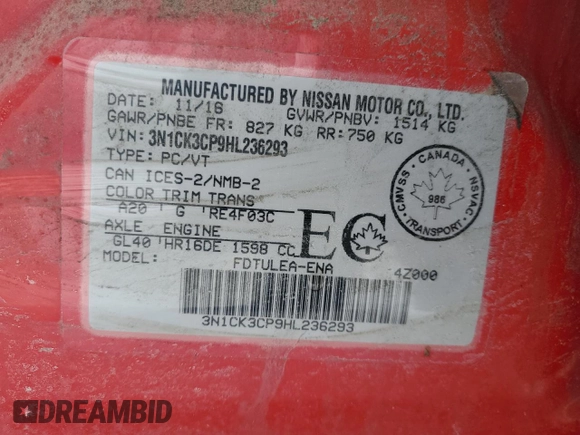 MANUFACTURED BY NISSAN MOTOR CO., LTD.
DATE: 11/16 GVWR/PNBV: 1514 KG
GAWR/PNBE FR: 827 KG RR: 750 KG
VIN: 3N1CK3CP9HL236293
TYPE: PC/VT
CAN ICES-2/NMB-2
COLOR TRIM TRANS
A20 ' G ' RE4F03C
AXLE ENGINE
GL40 ' HR16DE 1598 CC
MODEL: FDTULEA-ENA 4Z000
EC
CANADA
CMVSS
NSVAC
986
3N1CK3CP9HL236293
DREAMBID